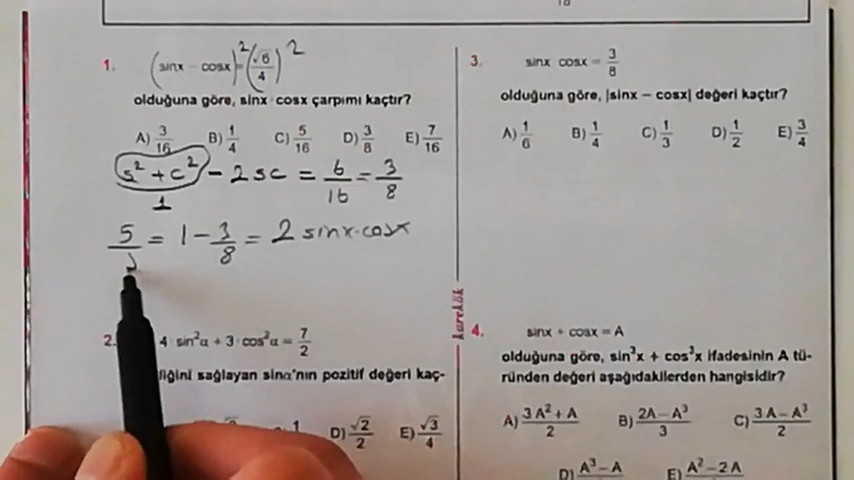 1. (sinx - cosx)² = (√6/4)²
olduğuna göre, sinx · cosx çarpımı kaçtır?
A) 3/16 B) 1/4 C) 5/16 D) 3/8 E) 7/16
s² + c² - 2sc = 6/16 = 3/8
1
5/ = 1 - 3/8 = 2 sinx·cosx
2. 4 · sin²α + 3 · cos²α = 7/2
sağlayan sinα'nın pozitif değeri kaç-
D) √2/2 E) √3/4
karekök
3. sinx · cosx = 3/8
olduğuna göre, |sinx − cosx| değeri kaçtır?
A) 1/6 B) 1/4 C) 1/3 D) 1/2 E) 3/4
4. sinx + cosx = A
olduğuna göre, sin³x + cos³x ifadesinin A tü-
ründen değeri aşağıdakilerden hangisidir?
A) 3A² + A/2 B) 2A − A³/3 C) 3A − A³/2
D) A³ − A E) A² − 2A